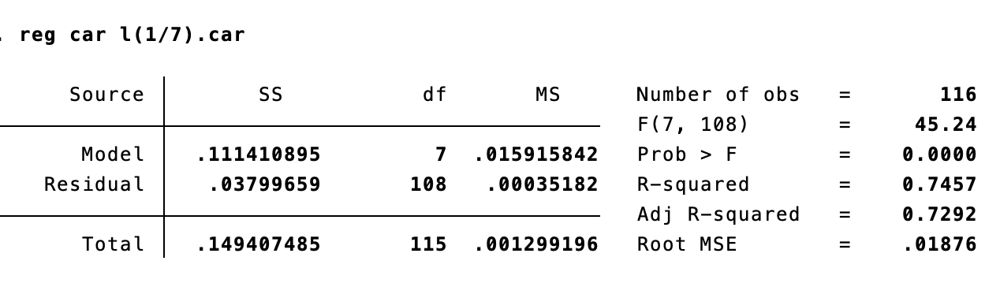 . reg car l(1/7).car
Source SS df MS Number of obs = 116
F(7, 108) = 45.24
Model .111410895 7 .015915842 Prob > F = 0.0000
Residual .03799659 108 .00035182 R-squared = 0.7457
Adj R-squared = 0.7292
Total .149407485 115 .001299196 Root MSE = .01876